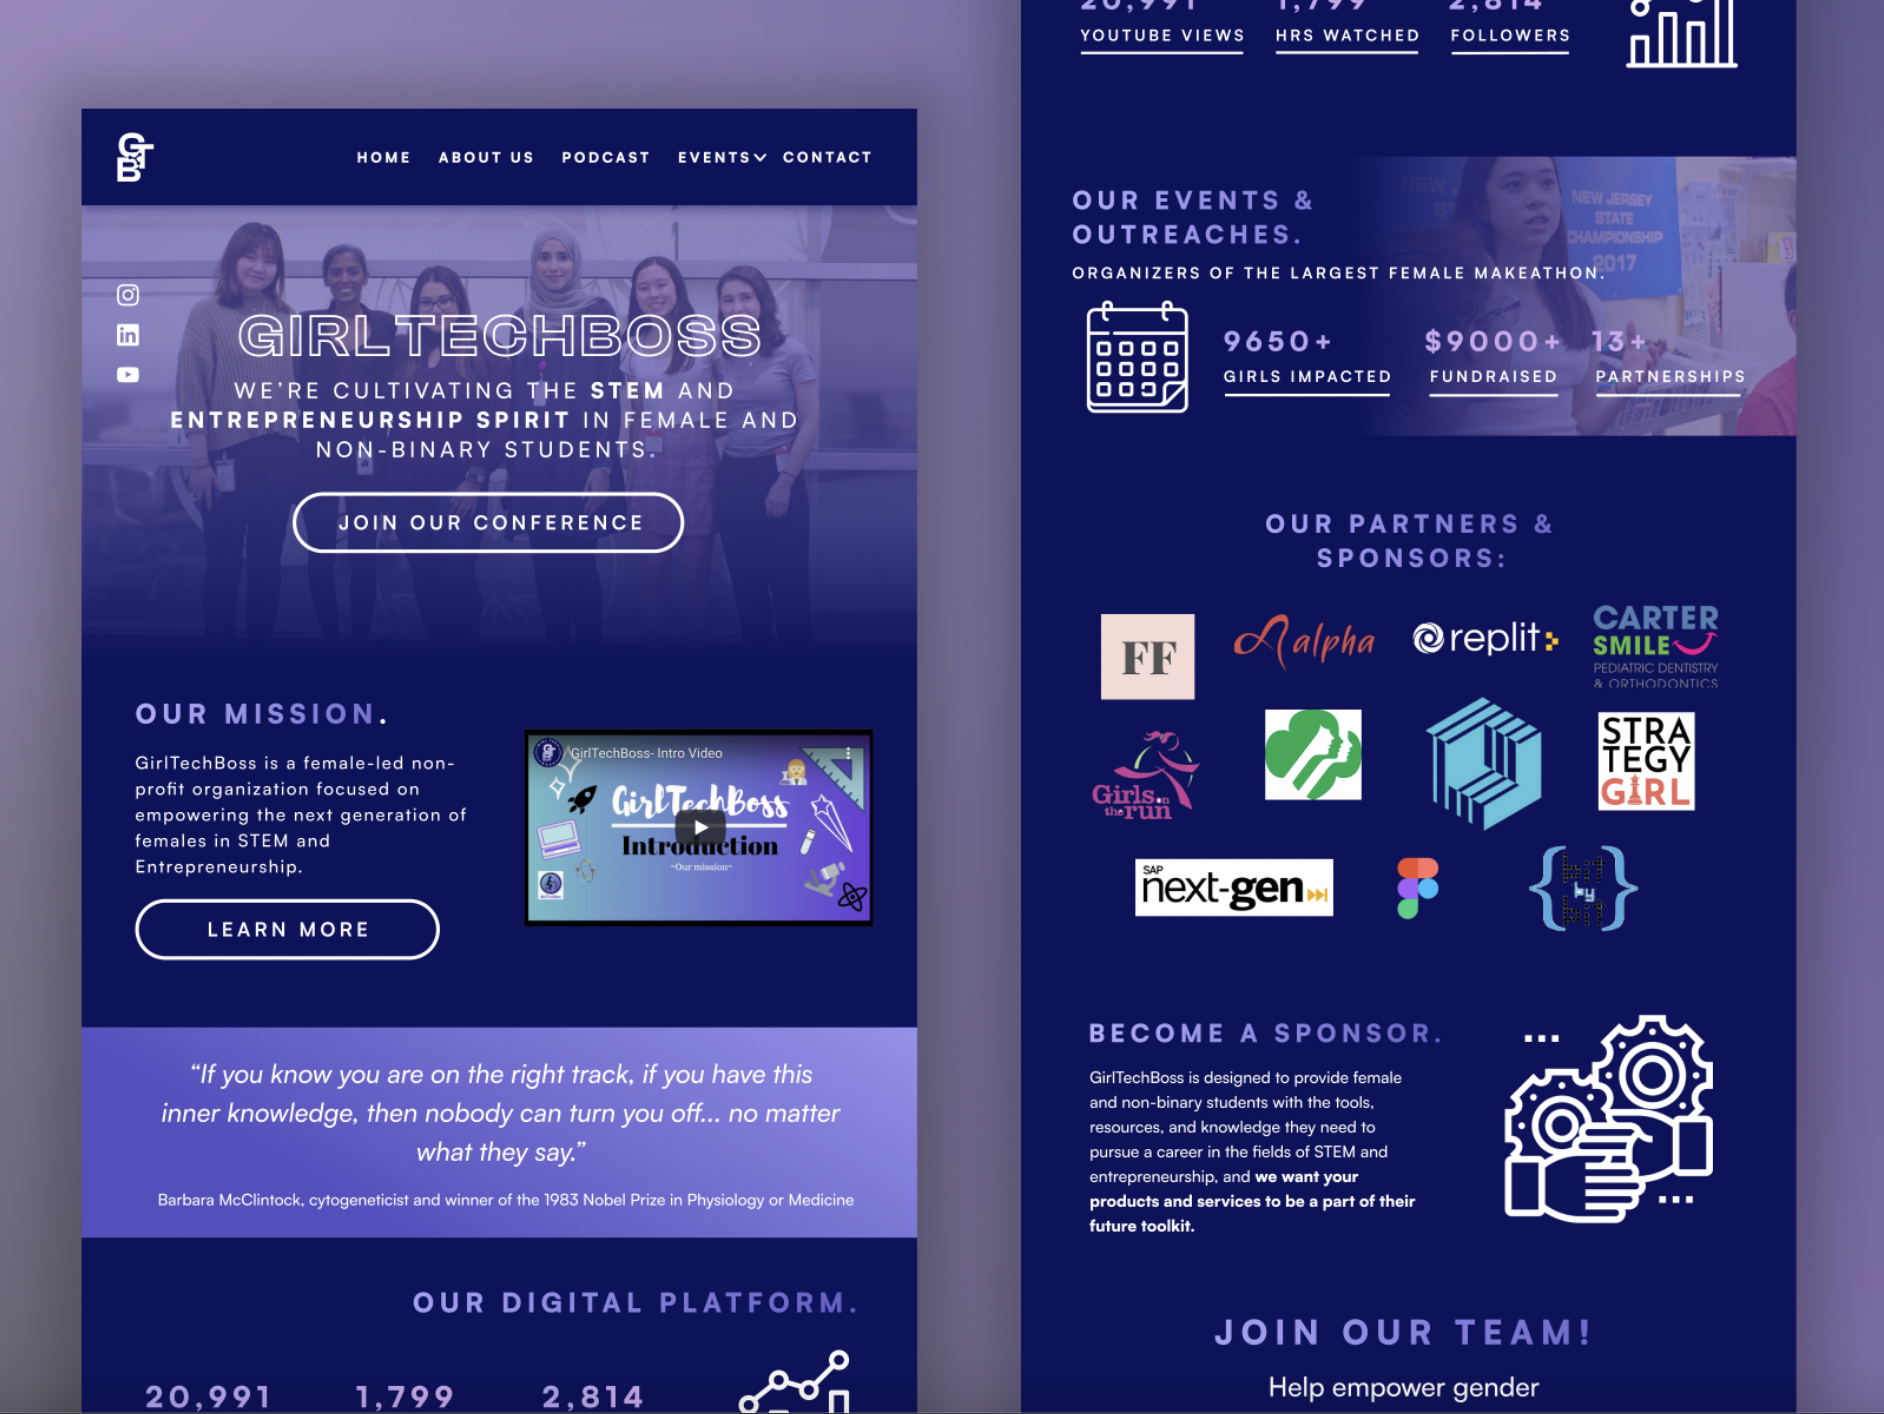 GTB
HOME ABOUT US PODCAST EVENTS CONTACT
GIRLTECHBOSS
WE'RE CULTIVATING THE STEM AND
ENTREPRENEURSHIP SPIRIT IN FEMALE AND
NON-BINARY STUDENTS.
JOIN OUR CONFERENCE
OUR MISSION.
GirlTechBoss is a female-led non-
profit organization focused on
empowering the next generation of
females in STEM and
Entrepreneurship.
LEARN MORE
GirlTechBoss- Intro Video
GirlTechBoss
Introduction
~Our mission~
“If you know you are on the right track, if you have this
inner knowledge, then nobody can turn you off... no matter
what they say.”
Barbara McClintock, cytogeneticist and winner of the 1983 Nobel Prize in Physiology or Medicine
OUR DIGITAL PLATFORM.
20,991 1,799 2,814
20,991 1,799 2,814
YOUTUBE VIEWS HRS WATCHED FOLLOWERS
NEW JERSEY
STATE
CHAMPIONSHIP
2017
OUR EVENTS &
OUTREACHES.
ORGANIZERS OF THE LARGEST FEMALE MAKEATHON.
9650+ $9000+ 13+
GIRLS IMPACTED FUNDRAISED PARTNERSHIPS
OUR PARTNERS &
SPONSORS:
FF
alpha
replit
CARTER
SMILE
PEDIATRIC DENTISTRY
& ORTHODONTICS
Girls on
the run
STRA
TEGY
GIRL
SAP
next-gen
bit
by
bit
BECOME A SPONSOR.
GirlTechBoss is designed to provide female
and non-binary students with the tools,
resources, and knowledge they need to
pursue a career in the fields of STEM and
entrepreneurship, and we want your
products and services to be a part of their
future toolkit.
JOIN OUR TEAM!
Help empower gender